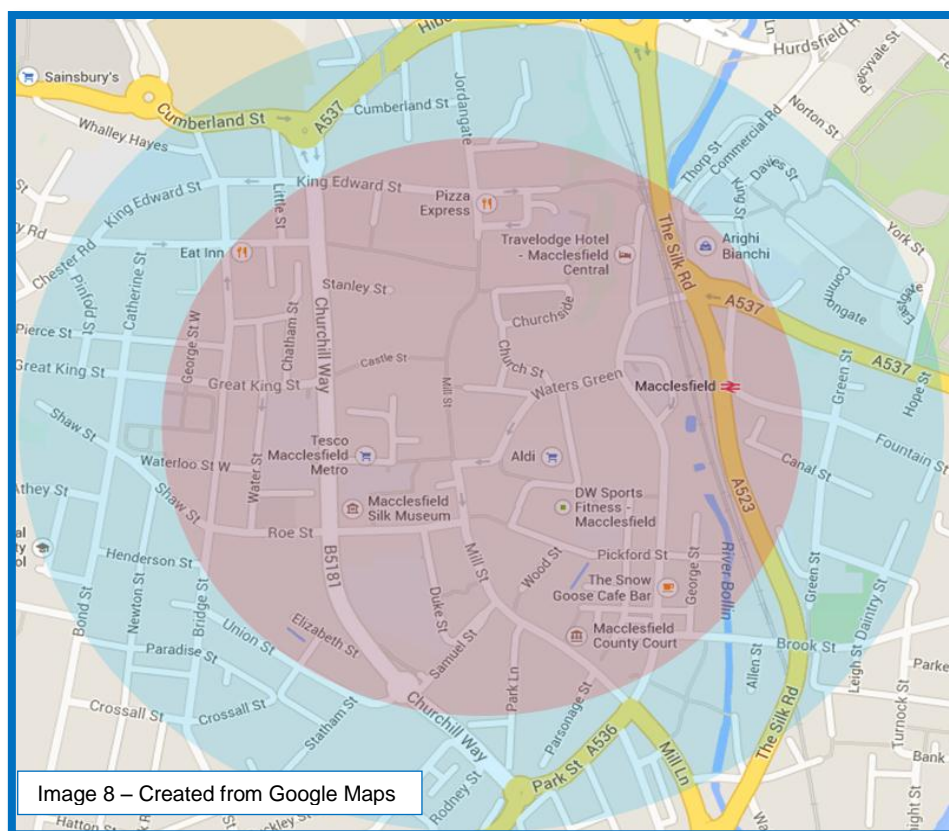 Sainsbury's
Cumberland St
A537
Hurdsfield
Whalley Hayes
Jordangate
Cumberland St
Percyvale St
Norton St
Commercial Rd
Thorp St
Davies St
King St
King Edward St
King Edward St
Little St
Pizza
Express
Travelodge Hotel
- Macclesfield
Central
The Silk Rd
Arighi
Bianchi
York St
Chester Rd
Eat Inn
Catherine St
Pinfold St
Stanley St
Churchill Way
Churchside
A537
Eastgate
Pierce St
George St W
Chatham St
Castle St
Church St
Waters Green
Macclesfield
A537
Green St
Hope St
Great King St
Great King St
Mill St
Fountain St
Shaw St
Tesco
Macclesfield
Metro
Aldi
Canal St
Waterloo St W
Water St
Athey St
Shaw St
Macclesfield
Silk Museum
DW Sports
Fitness -
Macclesfield
A523
Roe St
B5181
Mill St
Wood St
Pickford St
River Bollin
Henderson St
The Snow
Goose Cafe Bar
George St
Green St
Daintry St
Bond St
Newton St
Bridge St
Union St
Elizabeth St
Duke St
Samuel St
Macclesfield
County Court
Allen St
Brook St
Leigh St
Paradise St
Park Ln
Parsonage St
Crossall St
Crossall St
Statham St
Churchill Way
Park St
A536
Mill Ln
The Silk Rd
Turnock St
Bank
Rodney St
Hatton St
Image 8 – Created from Google Maps